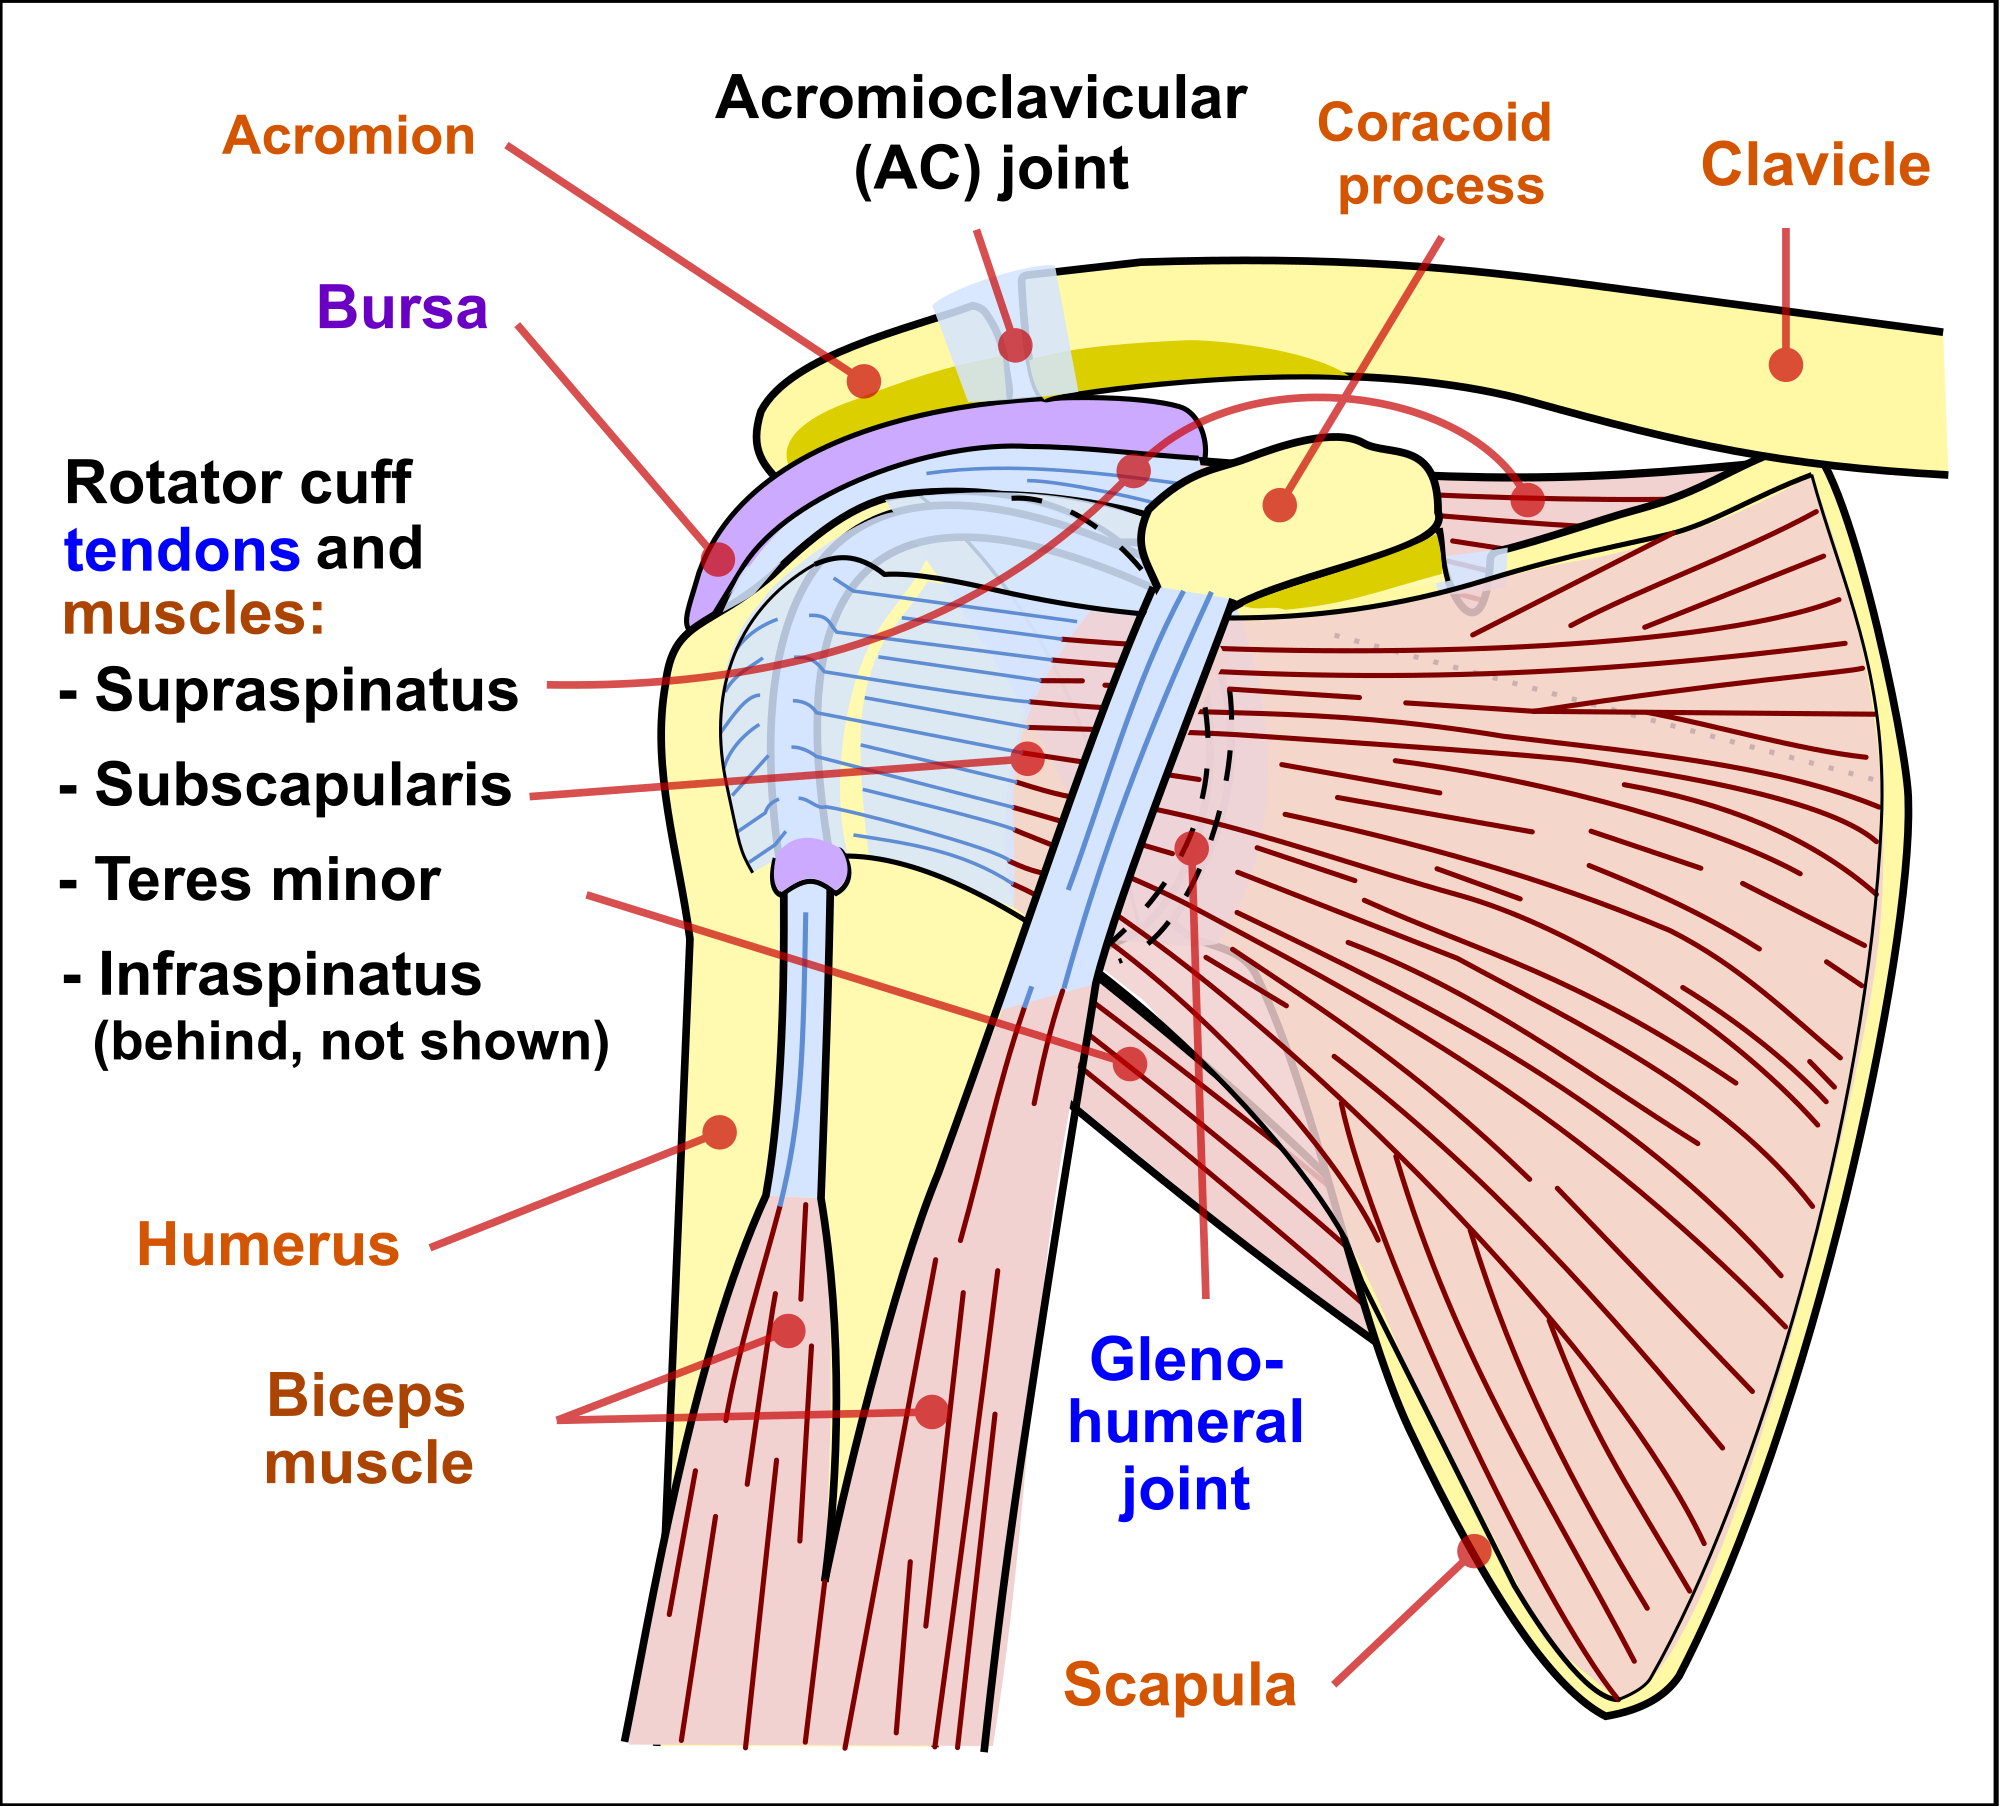 Acromioclavicular
(AC) joint
Acromion
Coracoid
process
Clavicle
Bursa
Rotator cuff
tendons and
muscles:
- Supraspinatus
- Subscapularis
- Teres minor
- Infraspinatus
(behind, not shown)
Humerus
Biceps
muscle
Gleno-
humeral
joint
Scapula